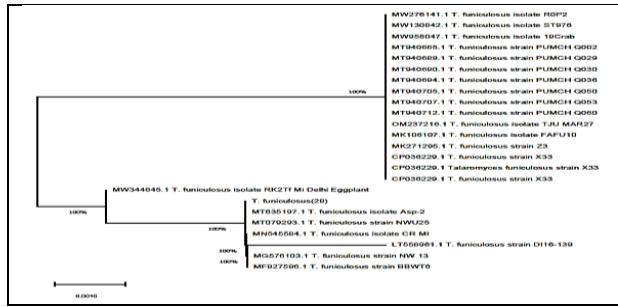 MW276141.1 T. funiculosus isolate R0P2
MW130842.1 T. funiculosus isolate ST976
MW958047.1 T. funiculosus isolate 19Crab
MT940665.1 T. funiculosus strain PUMCH Q002
MT940689.1 T. funiculosus strain PUMCH Q029
MT940690.1 T. funiculosus strain PUMCH Q030
MT940694.1 T. funiculosus strain PUMCH Q036
MT940705.1 T. funiculosus strain PUMCH Q050
MT940707.1 T. funiculosus strain PUMCH Q053
MT940712.1 T. funiculosus strain PUMCH Q060
100%
OM237216.1 T. funiculosus isolate TJU MAR27
MK108107.1 T. funiculosus isolate FAFU10
MK271295.1 T. funiculosus strain Z3
CP036229.1 T. funiculosus strain X33
CP036229.1 Talaromyces funiculosus strain X33
CP036229.1 T. funiculosus strain X33
MW344045.1 T. funiculosus isolate RK2Tf Mi Delhi Eggplant
T. funiculosus(29)
100%
MT635197.1 T. funiculosus isolate Asp-2
100%
MT079293.1 T. funiculosus strain NWU25
MN545594.1 T. funiculosus isolate CR MI
100%
LT558961.1 T. funiculosus strain DI16-139
MG576103.1 T. funiculosus strain NW 13
100%
MF927596.1 T. funiculosus strain BBWT6
0.0010